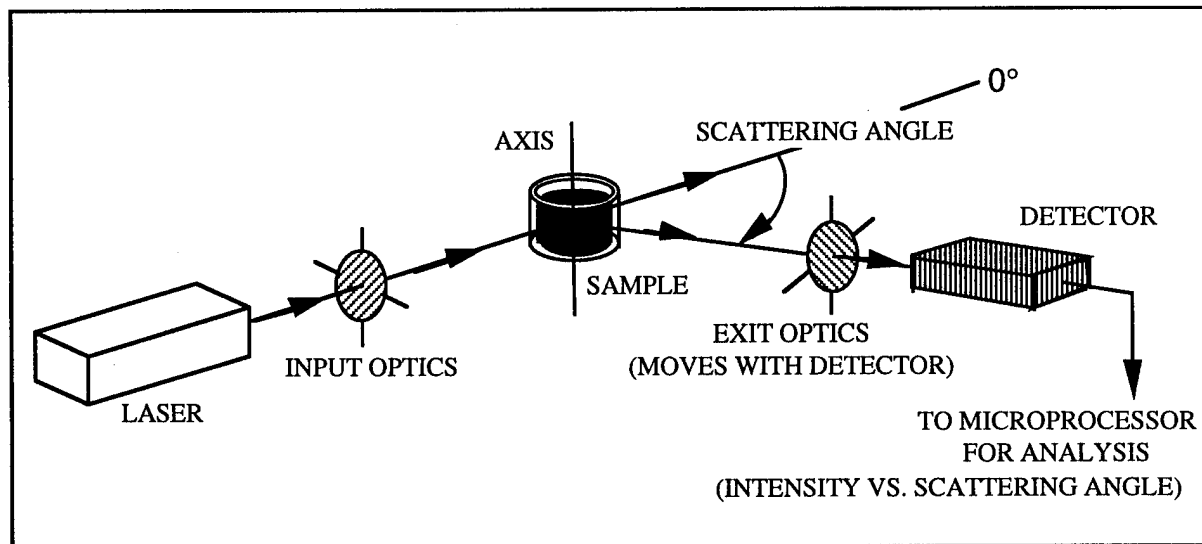 0°
SCATTERING ANGLE
AXIS
DETECTOR
SAMPLE
EXIT OPTICS
(MOVES WITH DETECTOR)
INPUT OPTICS
LASER
TO MICROPROCESSOR
FOR ANALYSIS
(INTENSITY VS. SCATTERING ANGLE)